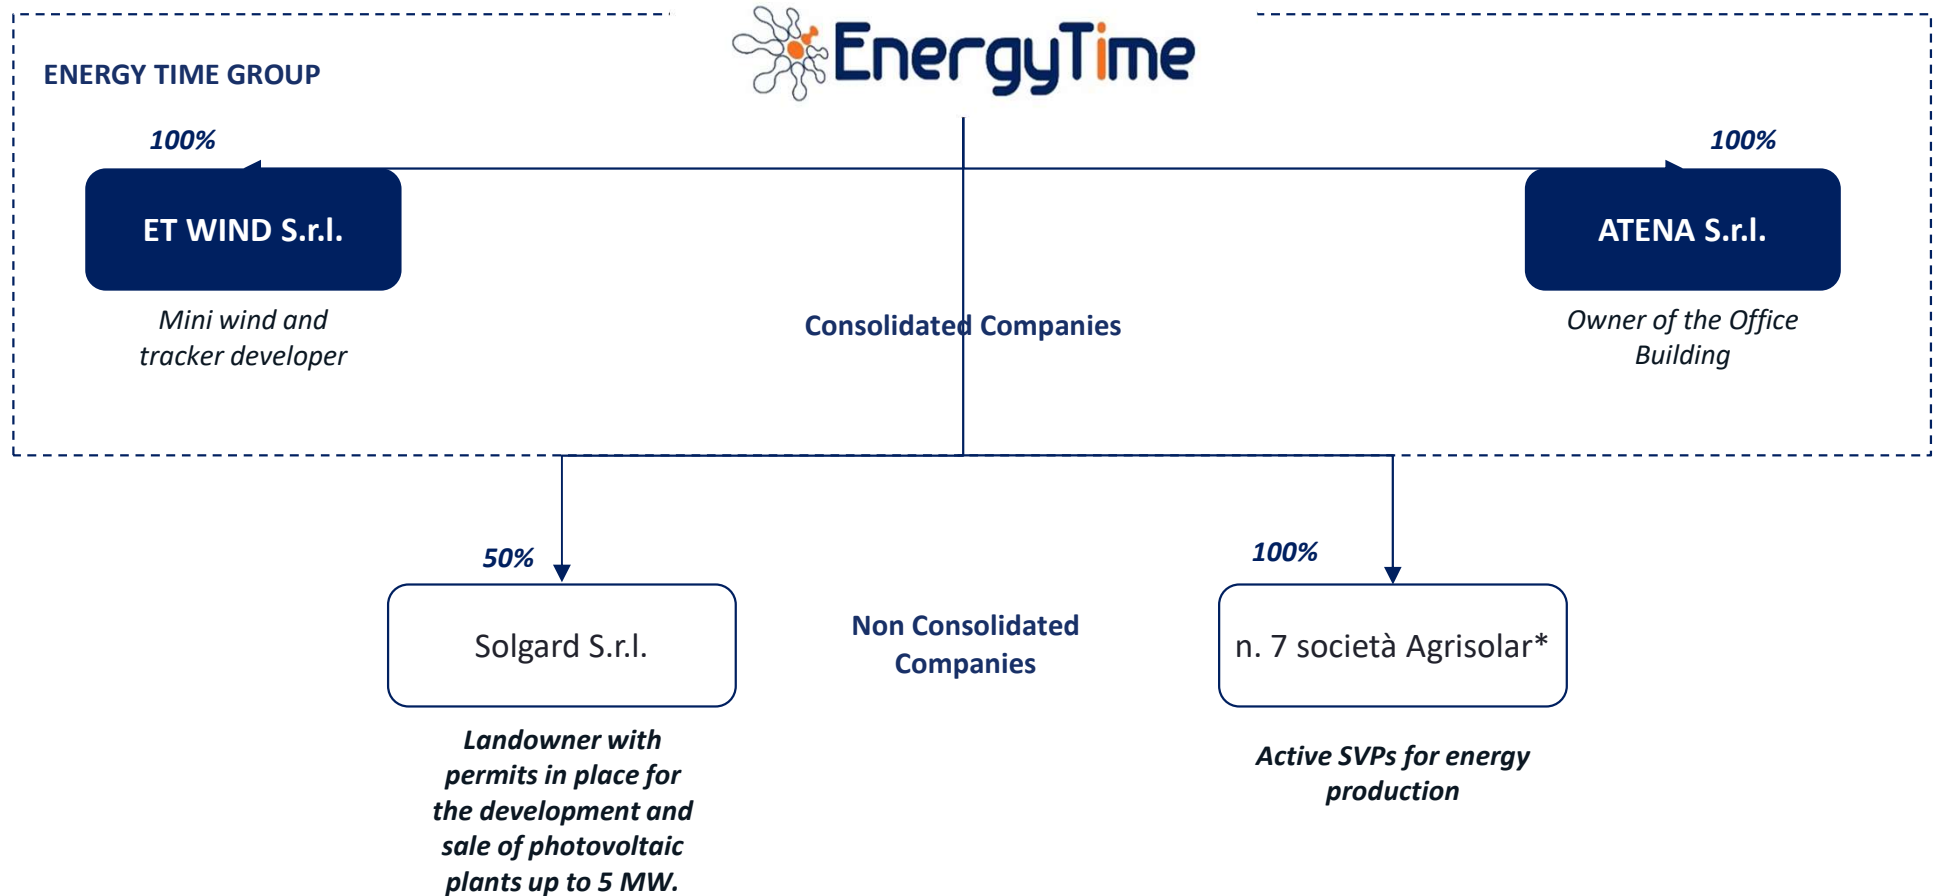 EnergyTime
ENERGY TIME GROUP
100%
100%
ET WIND S.r.l.
ATENA S.r.l.
Mini wind and
tracker developer
Consolidated Companies
Owner of the Office
Building
50%
100%
Solgard S.r.l.
Non Consolidated
Companies
n. 7 società Agrisolar*
Landowner with
permits in place for
the development and
sale of photovoltaic
plants up to 5 MW.
Active SVPs for energy
production